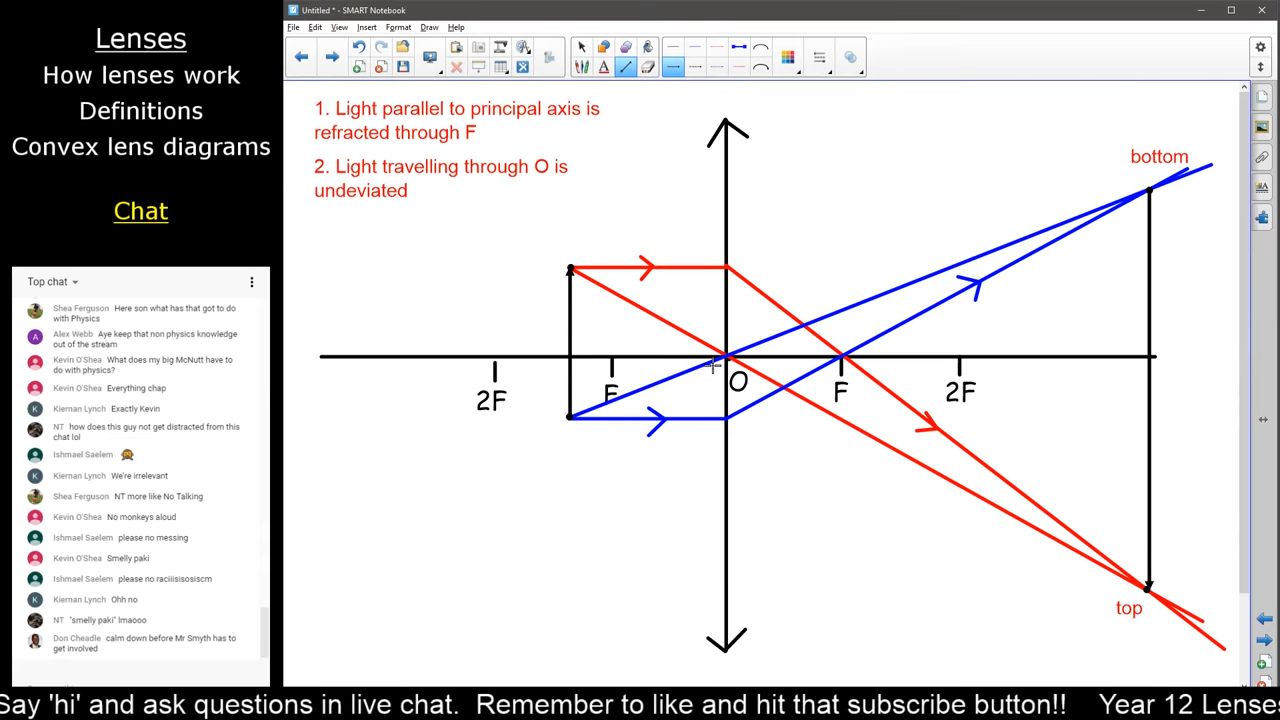 Lenses
How lenses work
Definitions
Convex lens diagrams
Chat
Top chat
Shea Ferguson Here son what has that got to do
with Physics
Alex Webb Aye keep that non physics knowledge
out of the stream
Kevin O'Shea What does my big McNutt have to
do with physics?
Kevin O'Shea Everything chap
Kiernan Lynch Exactly Kevin
NT how does this guy not get distracted from this
chat lol
Ishmael Saelem
Kiernan Lynch We're irrelevant
Shea Ferguson NT more like No Talking
Kevin O'Shea No monkeys aloud
Ishmael Saelem please no messing
Kevin O'Shea Smelly paki
Ishmael Saelem please no raciiisisosiscm
Kiernan Lynch Ohh no
NT "smelly paki" lmaooo
Don Cheadle calm down before Mr Smyth has to
get involved
Untitled * - SMART Notebook
File Edit View Insert Format Draw Help
1. Light parallel to principal axis is
refracted through F
2. Light travelling through O is
undeviated
bottom
2F F O F 2F
top
Say 'hi' and ask questions in live chat. Remember to like and hit that subscribe button!! Year 12 Lenses